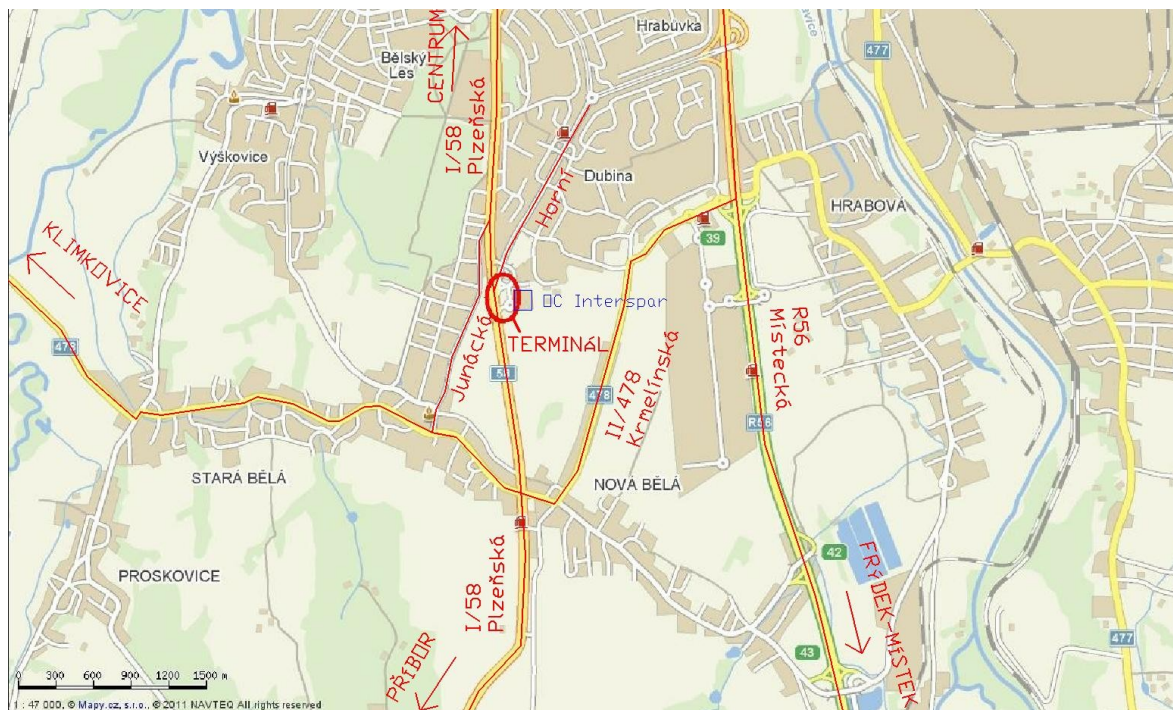 CENTRUM
Hrabůvka
477
Bělský
Les
I/58
Plzeňská
Výškovice
Horní
Dubina
HRABOVÁ
39
KLIMKOVICE
□C Interspar
TERMINÁL
Junácká
478
58
R56
Místecká
II/478
Krmelínská
478
R56
STARÁ BĚLÁ
NOVÁ BĚLÁ
I/58
Plzeňská
42
FRÝDEK-MÍSTEK
PROSKOVICE
PŘÍB□R
43
477
0 300 600 900 1200 1500 m
1 : 47 000, © Mapy.cz, s.r.o., © 2011 NAVTEQ All rights reserved